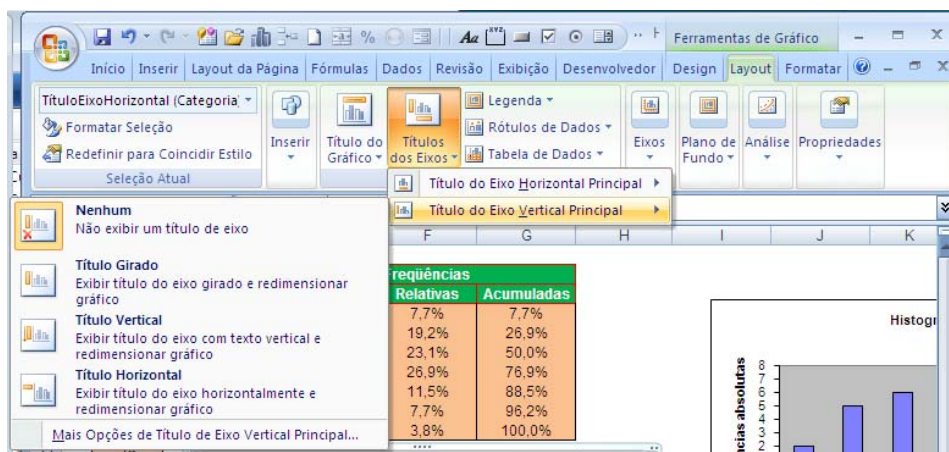 Aa
%
Ferramentas de Gráfico
Início Inserir Layout da Página Fórmulas Dados Revisão Exibição Desenvolvedor Design Layout Formatar
TítuloEixoHorizontal (Categoria
Formatar Seleção
Redefinir para Coincidir Estilo
Seleção Atual
Inserir
Título do
Gráfico
Títulos
dos Eixos
Legenda
Rótulos de Dados
Tabela de Dados
Eixos
Plano de
Fundo
Análise
Propriedades
Título do Eixo Horizontal Principal
Título do Eixo Vertical Principal
Nenhum
Não exibir um título de eixo
Título Girado
Exibir título do eixo girado e redimensionar
gráfico
Título Vertical
Exibir título do eixo com texto vertical e
redimensionar gráfico
Título Horizontal
Exibir título do eixo horizontalmente e
redimensionar gráfico
Mais Opções de Título de Eixo Vertical Principal...
F G H I J K
reqüências
Relativas Acumuladas
7,7% 7,7%
19,2% 26,9%
23,1% 50,0%
26,9% 76,9%
11,5% 88,5%
7,7% 96,2%
3,8% 100,0%
Histogr
ncias absolutas
8
7
6
5
4
3
2